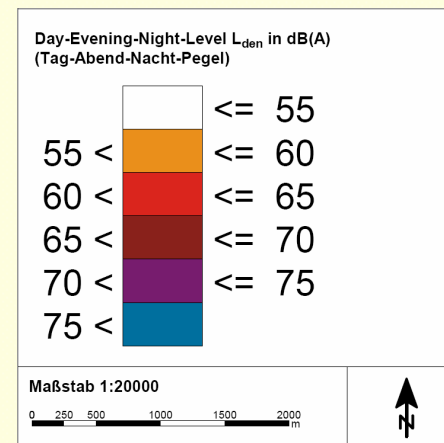 Day-Evening-Night-Level Lden in dB(A)
(Tag-Abend-Nacht-Pegel)
<= 55
55 < <= 60
60 < <= 65
65 < <= 70
70 < <= 75
75 <
Maßstab 1:20000
0 250 500 1000 1500 2000
m
N